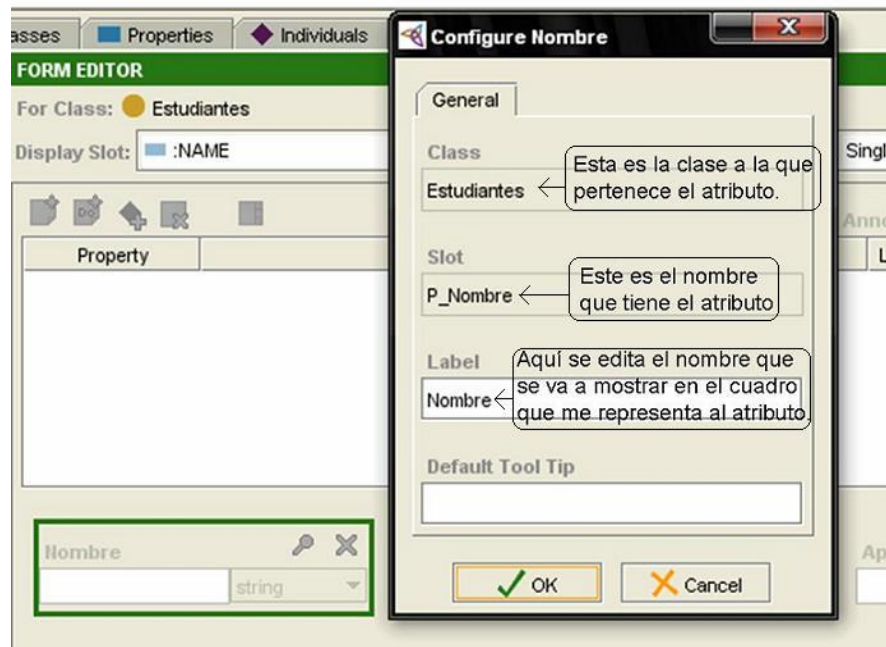 asses Properties Individuals
Configure Nombre
FORM EDITOR
For Class: Estudiantes
Display Slot: :NAME
Singl
General
Class
Estudiantes
Esta es la clase a la que
pertenece el atributo.
Anno
Property
L
Slot
P_Nombre
Este es el nombre
que tiene el atributo
Label
Nombre
Aquí se edita el nombre que
se va a mostrar en el cuadro
que me representa al atributo.
Default Tool Tip
Nombre
string
Ap
OK Cancel